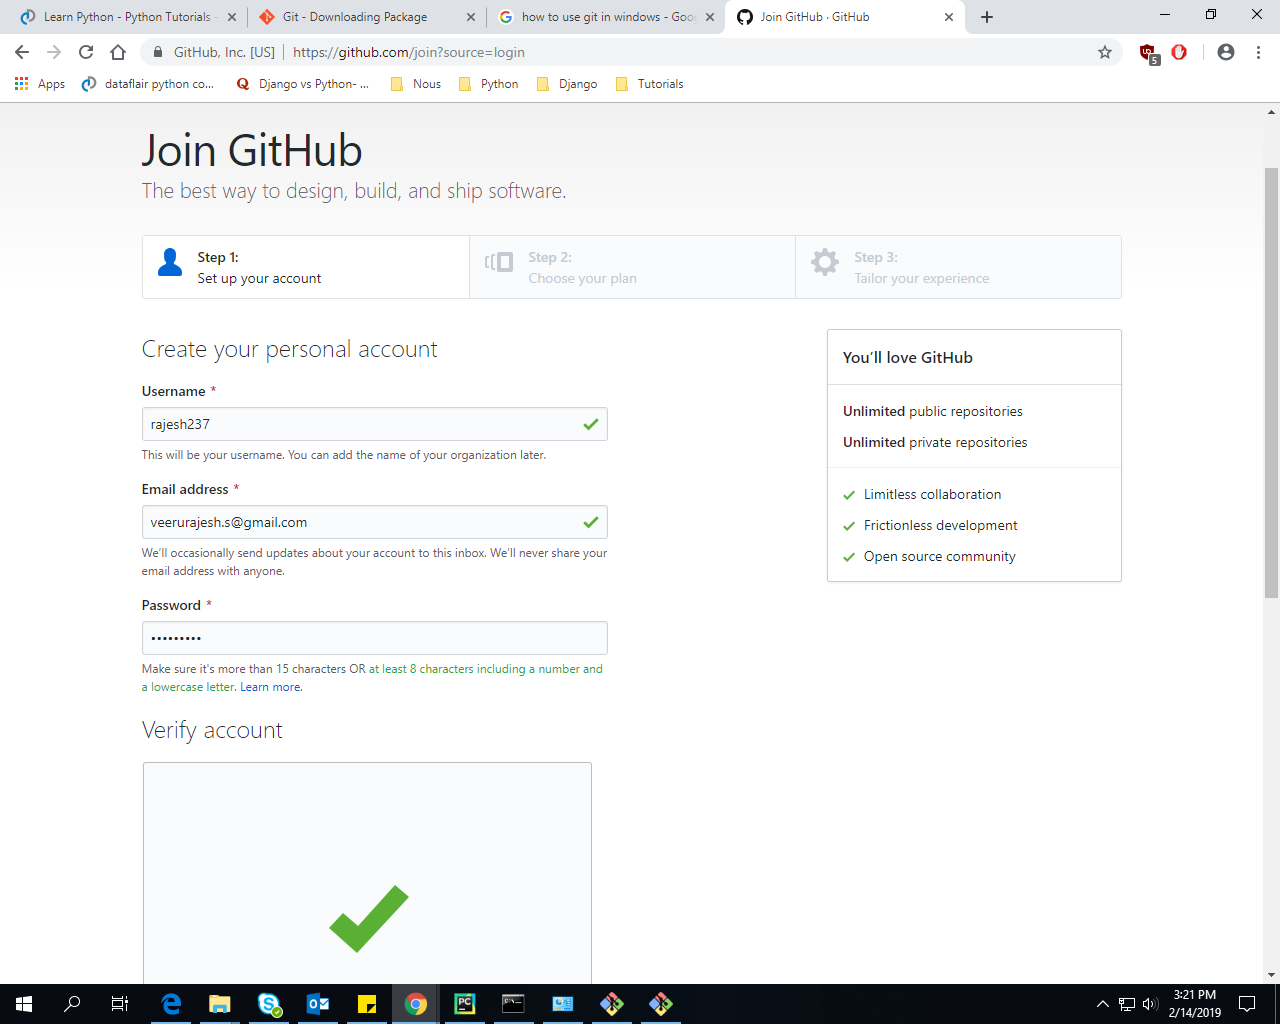 Learn Python - Python Tutorials -
Git - Downloading Package
how to use git in windows - Goo
Join GitHub · GitHub
GitHub, Inc. [US]
https://github.com/join?source=login
5
Apps
dataflair python co...
Django vs Python- ...
Nous
Python
Django
Tutorials
Join GitHub
The best way to design, build, and ship software.
Step 1:
Set up your account
Step 2:
Choose your plan
Step 3:
Tailor your experience
Create your personal account
Username *
rajesh237
This will be your username. You can add the name of your organization later.
Email address *
veerurajesh.s@gmail.com
We’ll occasionally send updates about your account to this inbox. We’ll never share your
email address with anyone.
Password *
•••••••••
Make sure it's more than 15 characters OR at least 8 characters including a number and
a lowercase letter. Learn more.
Verify account
You’ll love GitHub
Unlimited public repositories
Unlimited private repositories
Limitless collaboration
Frictionless development
Open source community
3:21 PM
2/14/2019